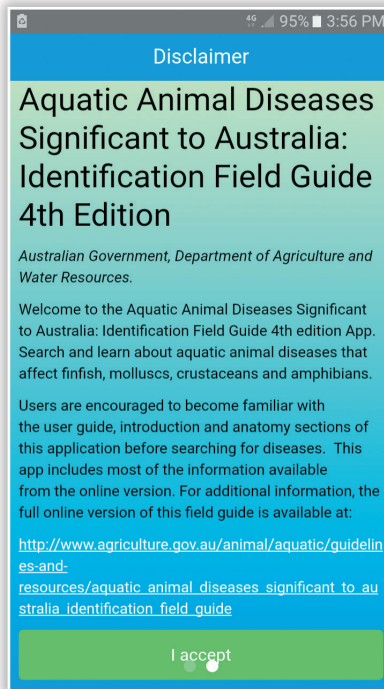 4G 95% 3:56 PM
Disclaimer
Aquatic Animal Diseases
Significant to Australia:
Identification Field Guide
4th Edition
Australian Government, Department of Agriculture and
Water Resources.
Welcome to the Aquatic Animal Diseases Significant
to Australia: Identification Field Guide 4th edition App.
Search and learn about aquatic animal diseases that
affect finfish, molluscs, crustaceans and amphibians.
Users are encouraged to become familiar with
the user guide, introduction and anatomy sections of
this application before searching for diseases. This
app includes most of the information available
from the online version. For additional information, the
full online version of this field guide is available at:
http://www.agriculture.gov.au/animal/aquatic/guidelin
es-and-
resources/aquatic_animal_diseases_significant_to_au
stralia_identification_field_guide
I accept